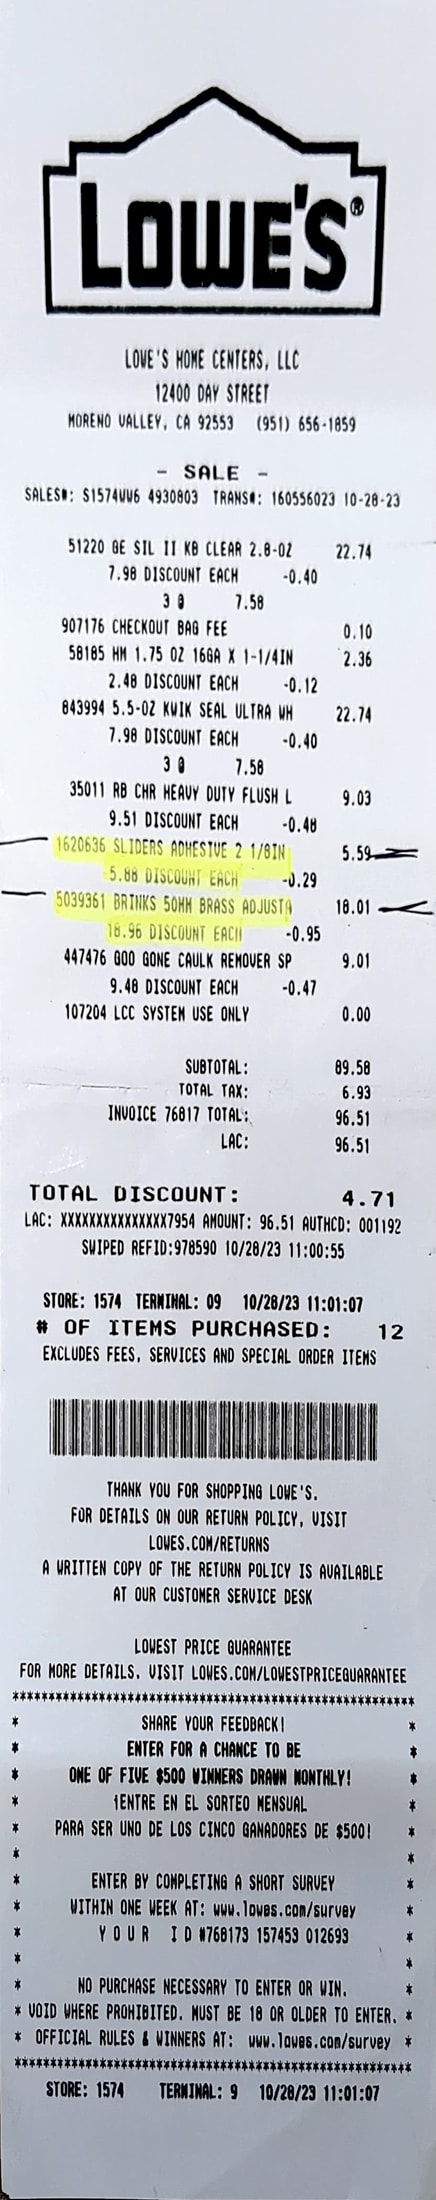 LOWE'S®
LOWE'S HOME CENTERS, LLC
12400 DAY STREET
MORENO VALLEY, CA 92553 (951) 656-1859
- SALE -
SALES#: S1574WW6 4930803 TRANS#: 160556023 10-28-23
51220 GE SIL II KB CLEAR 2.8-OZ 22.74
7.98 DISCOUNT EACH -0.40
3 @ 7.58
907176 CHECKOUT BAG FEE 0.10
58185 HM 1.75 OZ 16GA X 1-1/4IN 2.36
2.48 DISCOUNT EACH -0.12
843994 5.5-OZ KWIK SEAL ULTRA WH 22.74
7.98 DISCOUNT EACH -0.40
3 @ 7.58
35011 RB CHR HEAVY DUTY FLUSH L 9.03
9.51 DISCOUNT EACH -0.48
1620636 SLIDERS ADHESIVE 2 1/8IN 5.59
5.88 DISCOUNT EACH -0.29
5039361 BRINKS 50MM BRASS ADJUSTA 18.01
18.96 DISCOUNT EACH -0.95
447476 GOO GONE CAULK REMOVER SP 9.01
9.48 DISCOUNT EACH -0.47
107204 LCC SYSTEM USE ONLY 0.00
SUBTOTAL: 89.58
TOTAL TAX: 6.93
INVOICE 76817 TOTAL: 96.51
LAC: 96.51
TOTAL DISCOUNT: 4.71
LAC: XXXXXXXXXXXXXXX7954 AMOUNT: 96.51 AUTHCD: 001192
SWIPED REFID:978590 10/28/23 11:00:55
STORE: 1574 TERMINAL: 09 10/28/23 11:01:07
# OF ITEMS PURCHASED: 12
EXCLUDES FEES, SERVICES AND SPECIAL ORDER ITEMS
THANK YOU FOR SHOPPING LOWE'S.
FOR DETAILS ON OUR RETURN POLICY, VISIT
LOWES.COM/RETURNS
A WRITTEN COPY OF THE RETURN POLICY IS AVAILABLE
AT OUR CUSTOMER SERVICE DESK
LOWEST PRICE GUARANTEE
FOR MORE DETAILS, VISIT LOWES.COM/LOWESTPRICEGUARANTEE
****************************************************
* SHARE YOUR FEEDBACK! *
* ENTER FOR A CHANCE TO BE *
* ONE OF FIVE $500 WINNERS DRAWN MONTHLY! *
* ¡ENTRE EN EL SORTEO MENSUAL *
* PARA SER UNO DE LOS CINCO GANADORES DE $500! *
* *
* ENTER BY COMPLETING A SHORT SURVEY *
* WITHIN ONE WEEK AT: www.lowes.com/survey *
* Y O U R I D #768173 157453 012693 *
* *
* NO PURCHASE NECESSARY TO ENTER OR WIN. *
* VOID WHERE PROHIBITED. MUST BE 18 OR OLDER TO ENTER. *
* OFFICIAL RULES & WINNERS AT: www.lowes.com/survey *
****************************************************
STORE: 1574 TERMINAL: 9 10/28/23 11:01:07